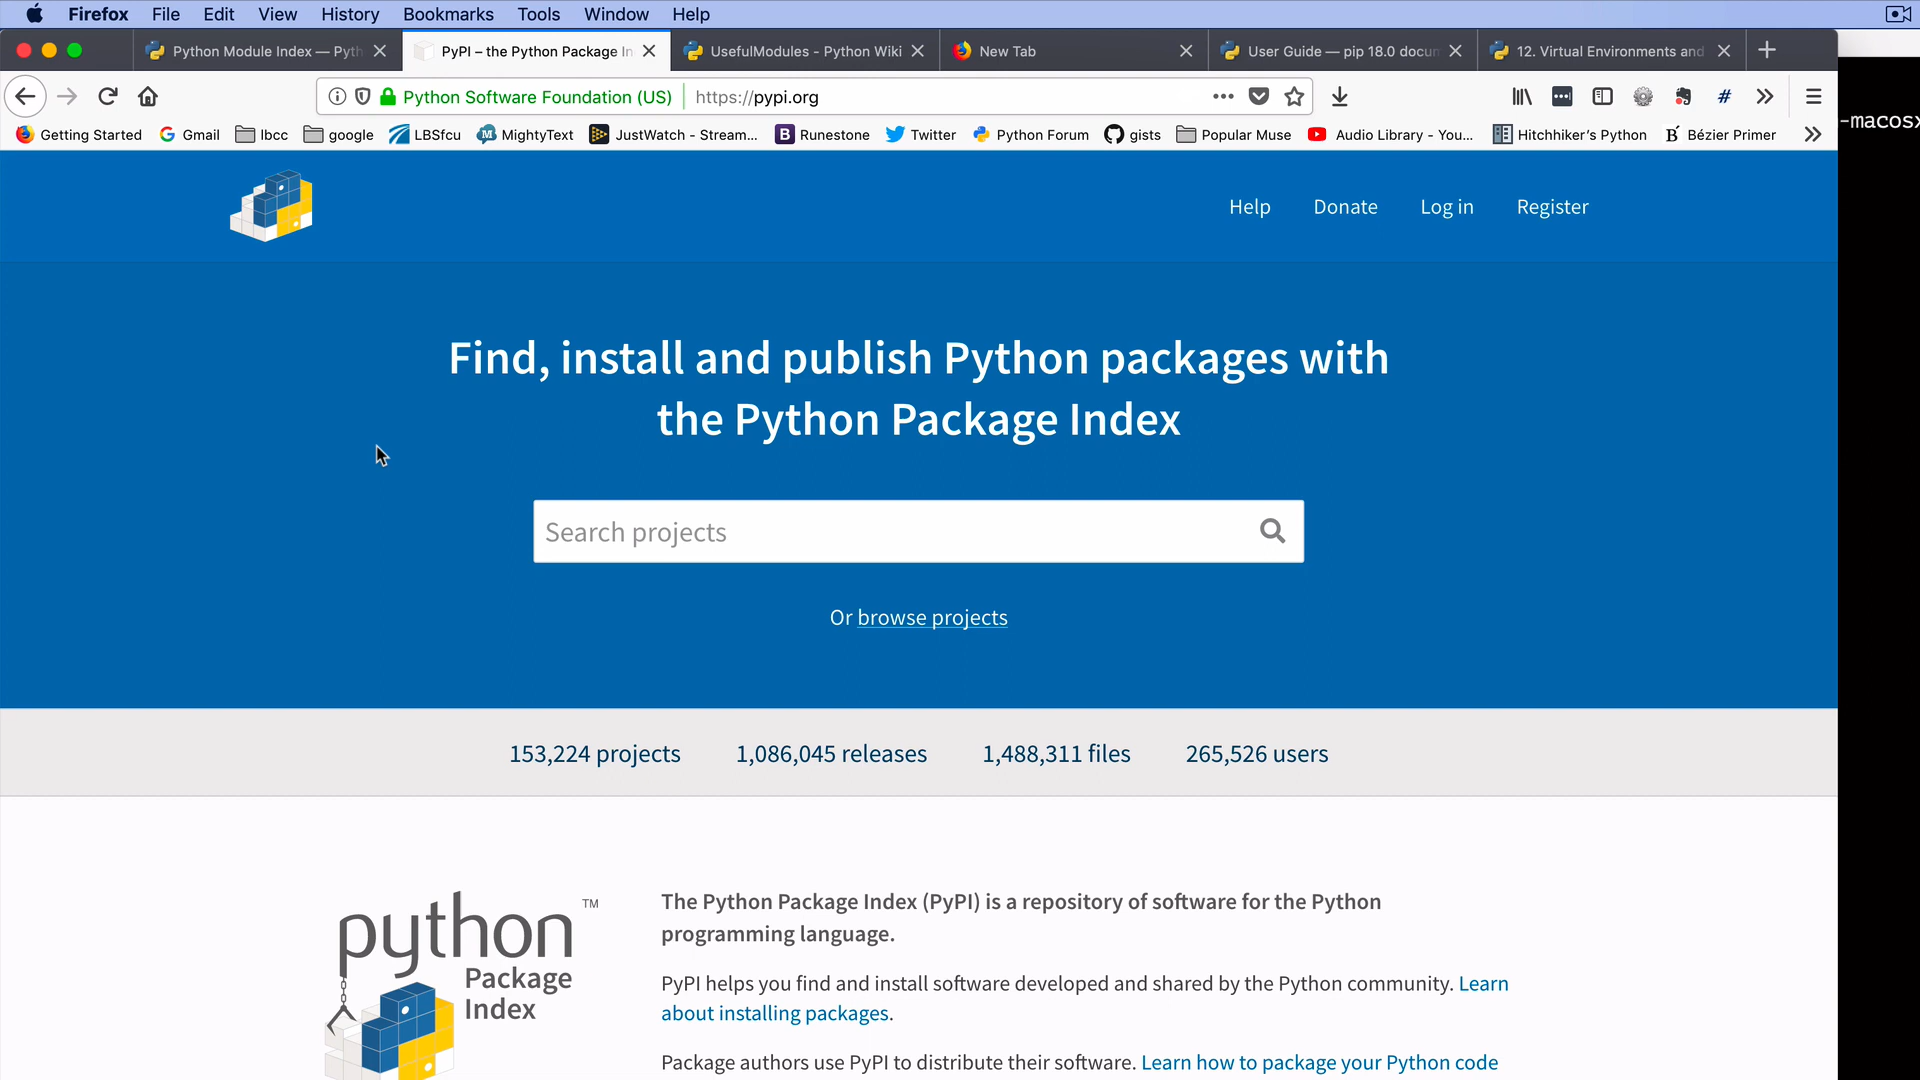 Firefox File Edit View History Bookmarks Tools Window Help
Python Module Index — Pyth
PyPI – the Python Package In
UsefulModules - Python Wiki
New Tab
User Guide — pip 18.0 docum
12. Virtual Environments and
Python Software Foundation (US) https://pypi.org
-macosx
Getting Started Gmail lbcc google LBSfcu MightyText JustWatch - Stream... Runestone Twitter Python Forum gists Popular Muse Audio Library - You... Hitchhiker's Python Bézier Primer
Help Donate Log in Register
Find, install and publish Python packages with
the Python Package Index
Search projects
Or browse projects
153,224 projects 1,086,045 releases 1,488,311 files 265,526 users
python™
Package
Index
The Python Package Index (PyPI) is a repository of software for the Python
programming language.
PyPI helps you find and install software developed and shared by the Python community. Learn
about installing packages.
Package authors use PyPI to distribute their software. Learn how to package your Python code